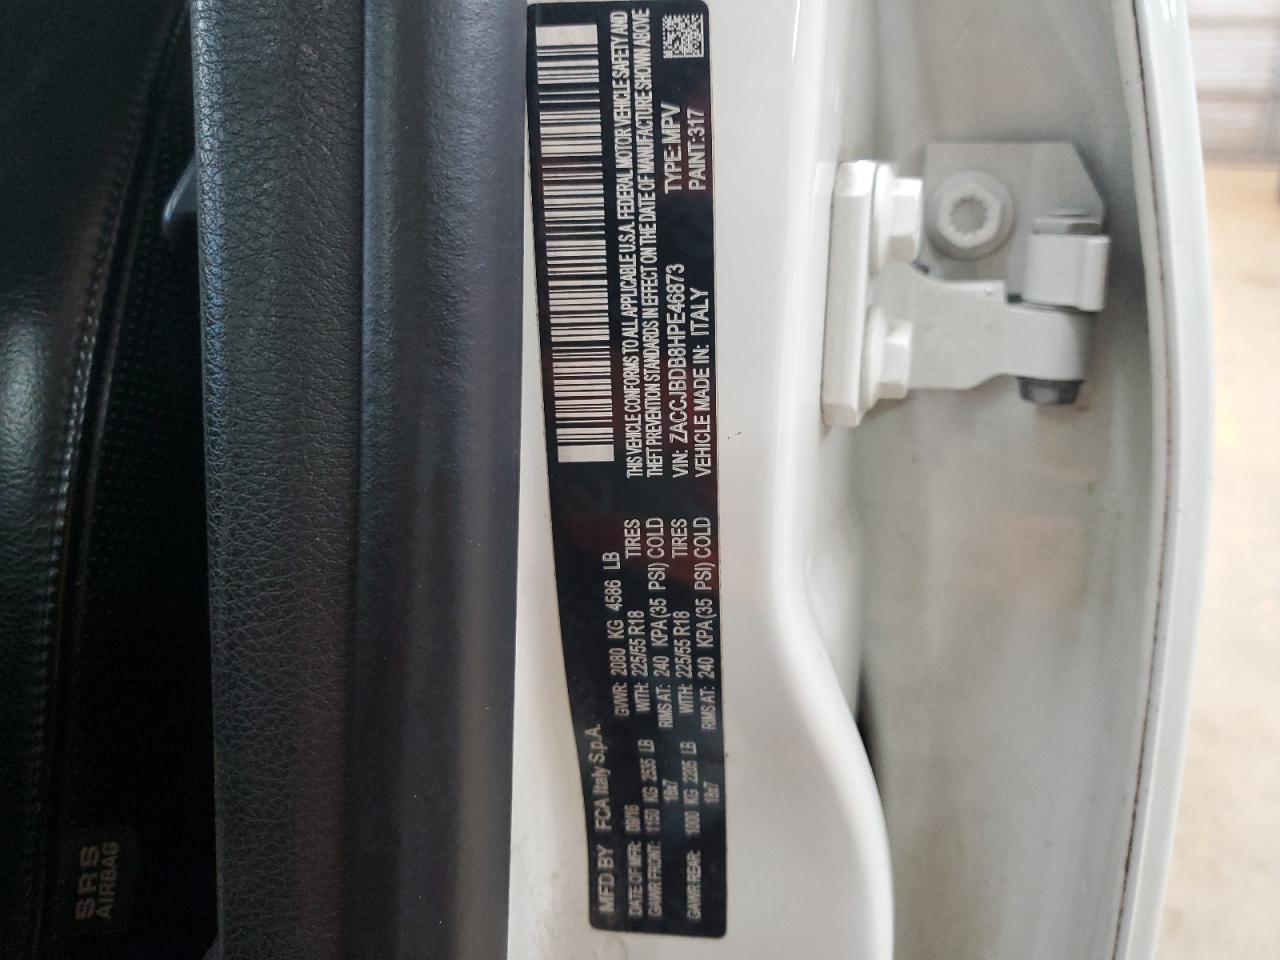 MFD BY FCA Italy S.p.A.
DATE OF MFR: 09/16 GVWR: 2080 KG 4586 LB
GAWR FRONT: 1150 KG 2535 LB WITH: 225/55 R18 TIRES
18x7 RIMS AT: 240 KPA(35 PSI) COLD
GAWR REAR: 1000 KG 2205 LB WITH: 225/55 R18 TIRES
18x7 RIMS AT: 240 KPA(35 PSI) COLD
THIS VEHICLE CONFORMS TO ALL APPLICABLE U.S.A. FEDERAL MOTOR VEHICLE SAFETY AND
THEFT PREVENTION STANDARDS IN EFFECT ON THE DATE OF MANUFACTURE SHOWN ABOVE
VIN: ZACCJBDB8HPE46873 TYPE: MPV
VEHICLE MADE IN: ITALY PAINT: 317
SRS
AIRBAG